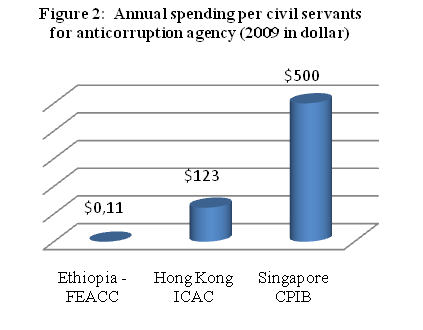 Figure 2:  Annual spending per civil servants
for anticorruption agency (2009 in dollar)
$500
$123
$0,11
Ethiopia - FEACC
Hong Kong ICAC
Singapore CPIB